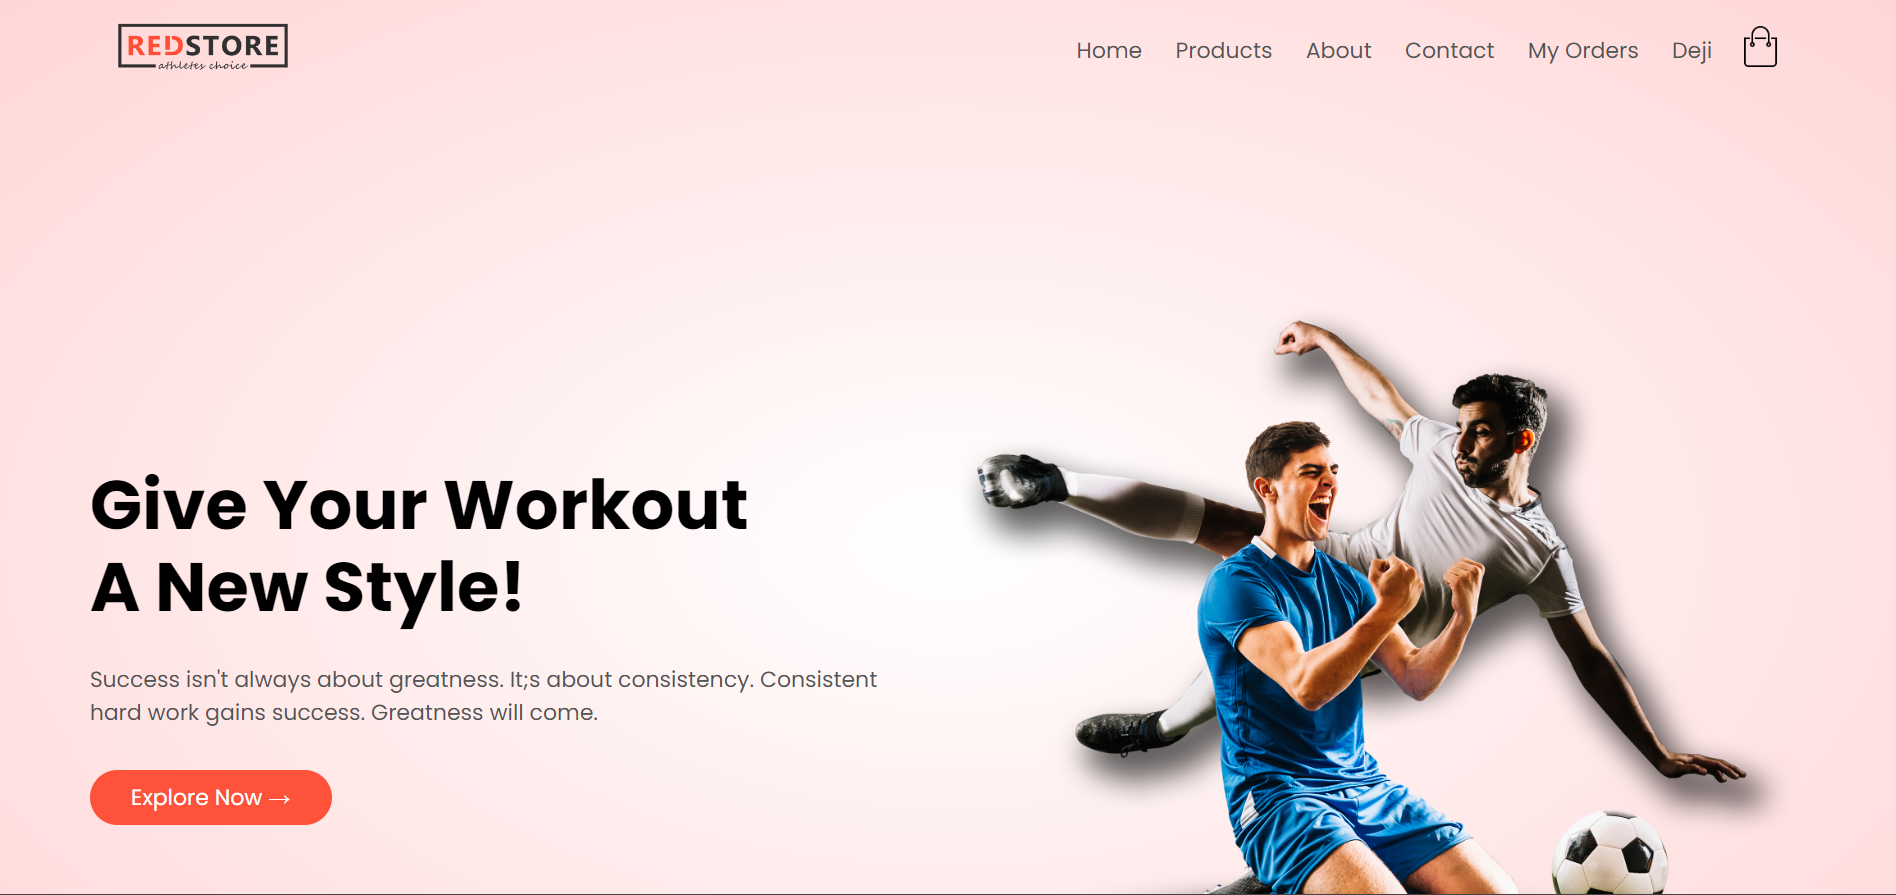 REDSTORE
athletes choice
Home Products About Contact My Orders Deji
Give Your Workout
A New Style!
Success isn't always about greatness. It;s about consistency. Consistent
hard work gains success. Greatness will come.
Explore Now →